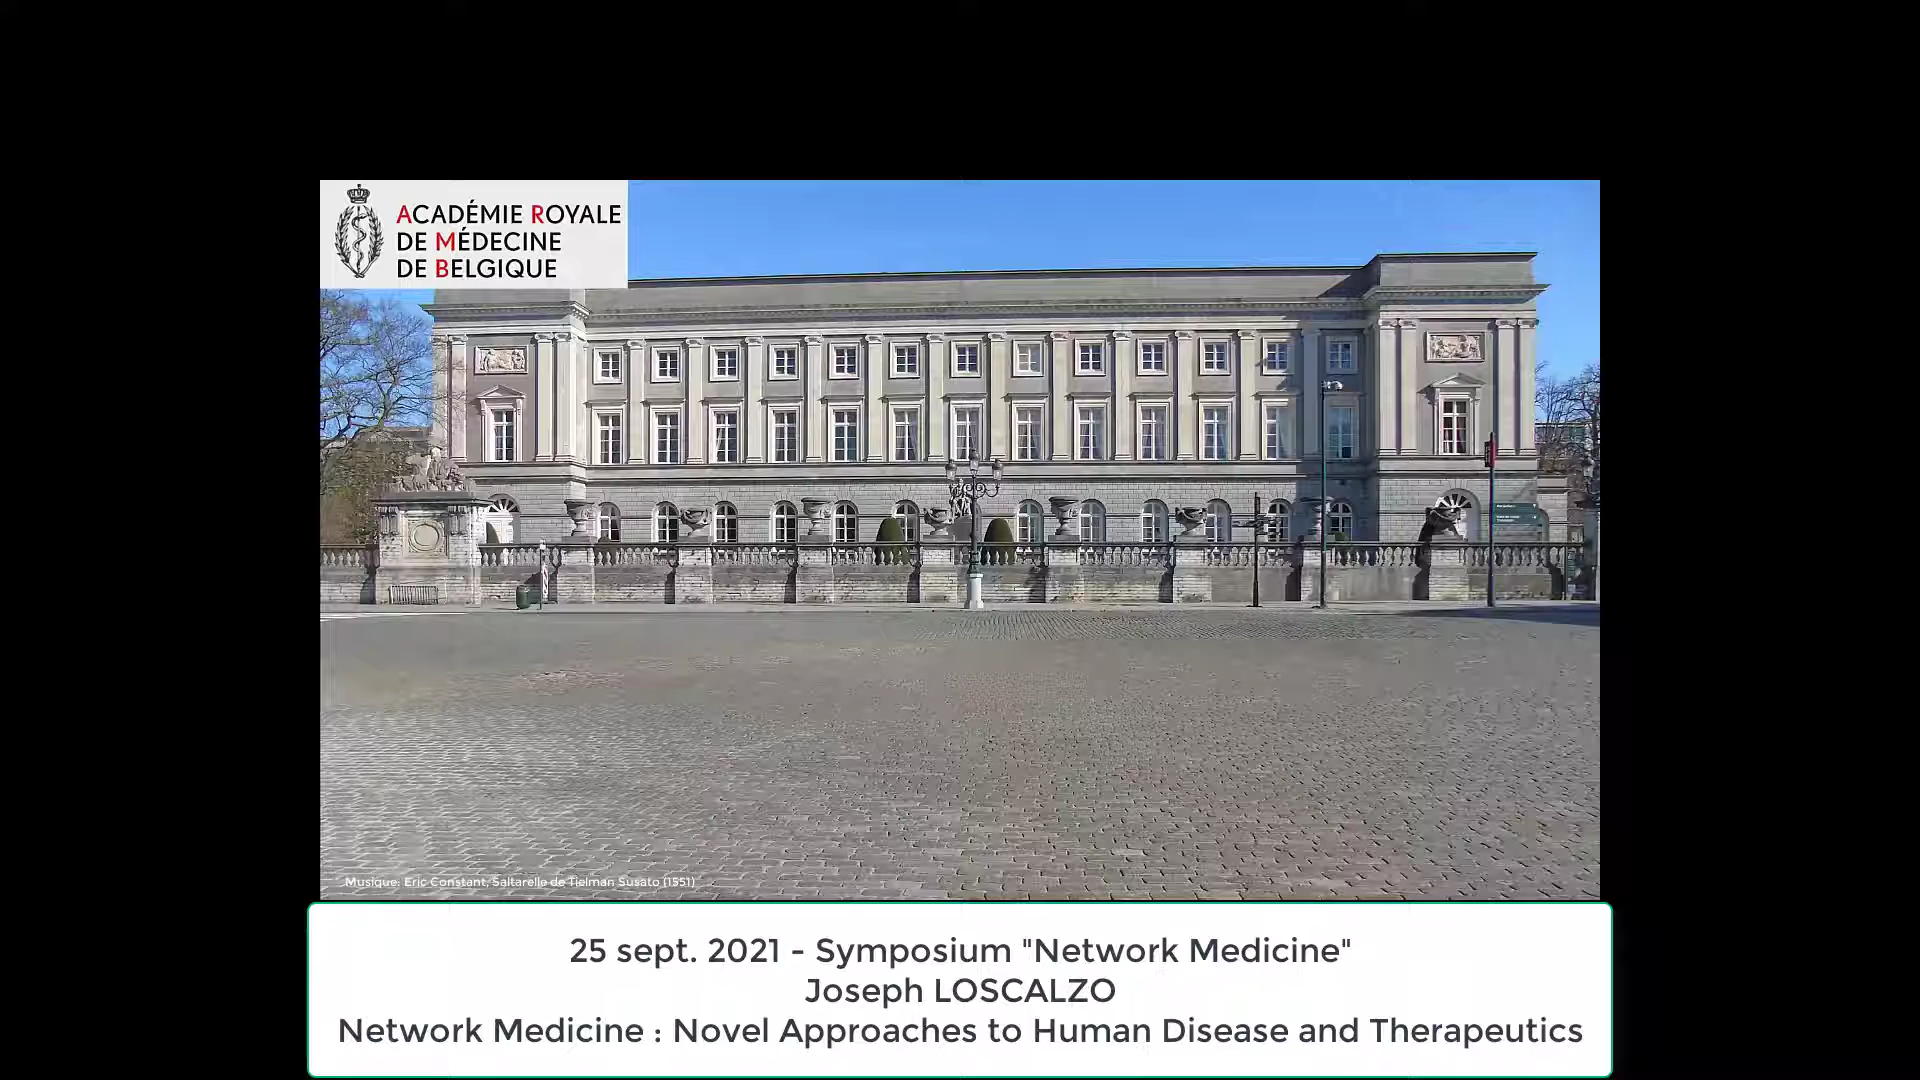 ACADÉMIE ROYALE
DE MÉDECINE
DE BELGIQUE
Musique: Eric Constant, Saltarelle de Tielman Susato (1551)
25 sept. 2021 - Symposium "Network Medicine"
Joseph LOSCALZO
Network Medicine : Novel Approaches to Human Disease and Therapeutics